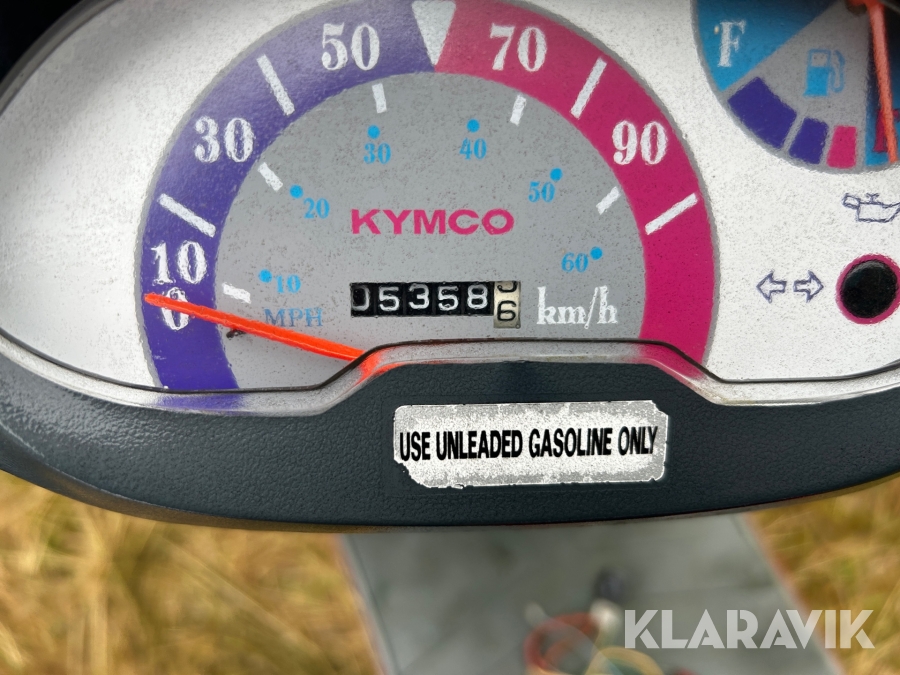 50 70 F
30 90
30 40
20 50
KYMCO
10 10 60
0 MPH 05358 6 km/h
USE UNLEADED GASOLINE ONLY
KLARAVIK